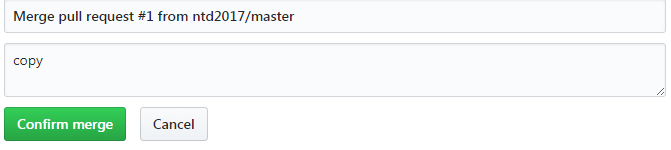 Merge pull request #1 from ntd2017/master
copy
Confirm merge
Cancel